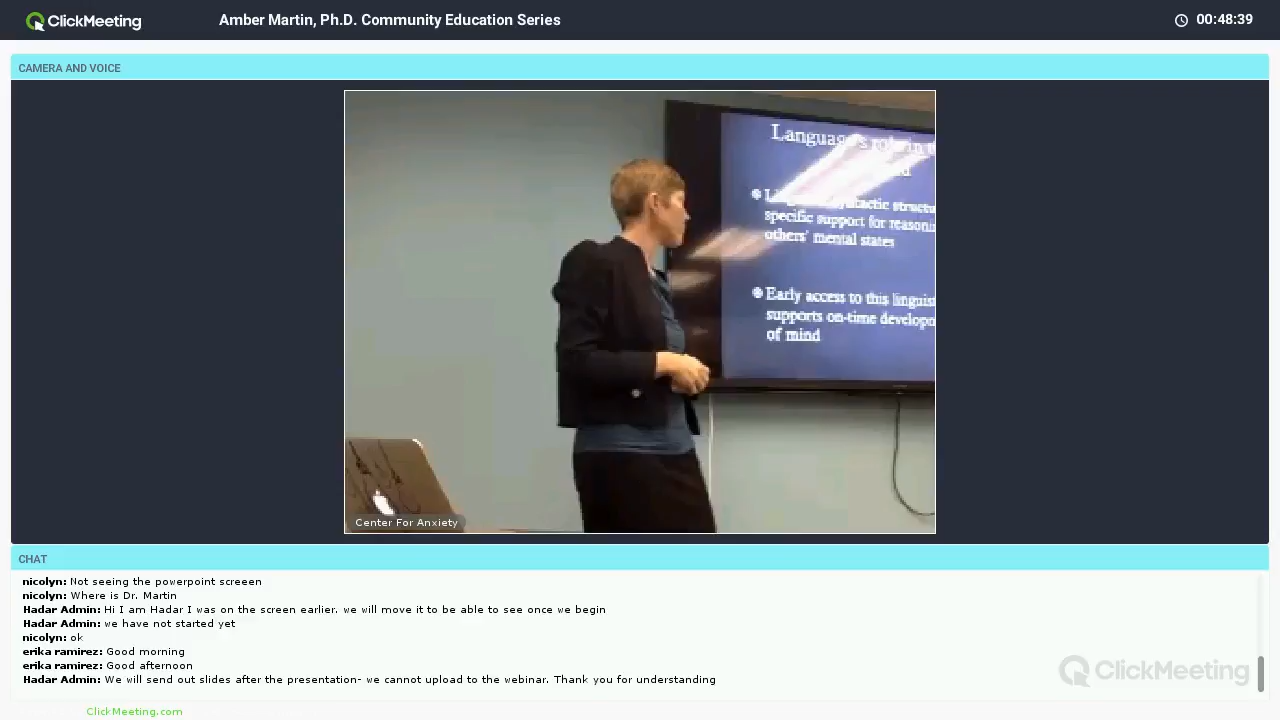 ClickMeeting
Amber Martin, Ph.D. Community Education Series
00:48:39
CAMERA AND VOICE
Language's role in
specific support for
others' mental states
Early access to this
supports on-time
of mind
Center For Anxiety
CHAT
nicolyn: Not seeing the powerpoint screeen
nicolyn: Where is Dr. Martin
Hadar Admin: Hi I am Hadar I was on the screen earlier. we will move it to be able to see once we begin
Hadar Admin: we have not started yet
nicolyn: ok
erika ramirez: Good morning
erika ramirez: Good afternoon
Hadar Admin: We will send out slides after the presentation- we cannot upload to the webinar. Thank you for understanding
ClickMeeting
ClickMeeting.com